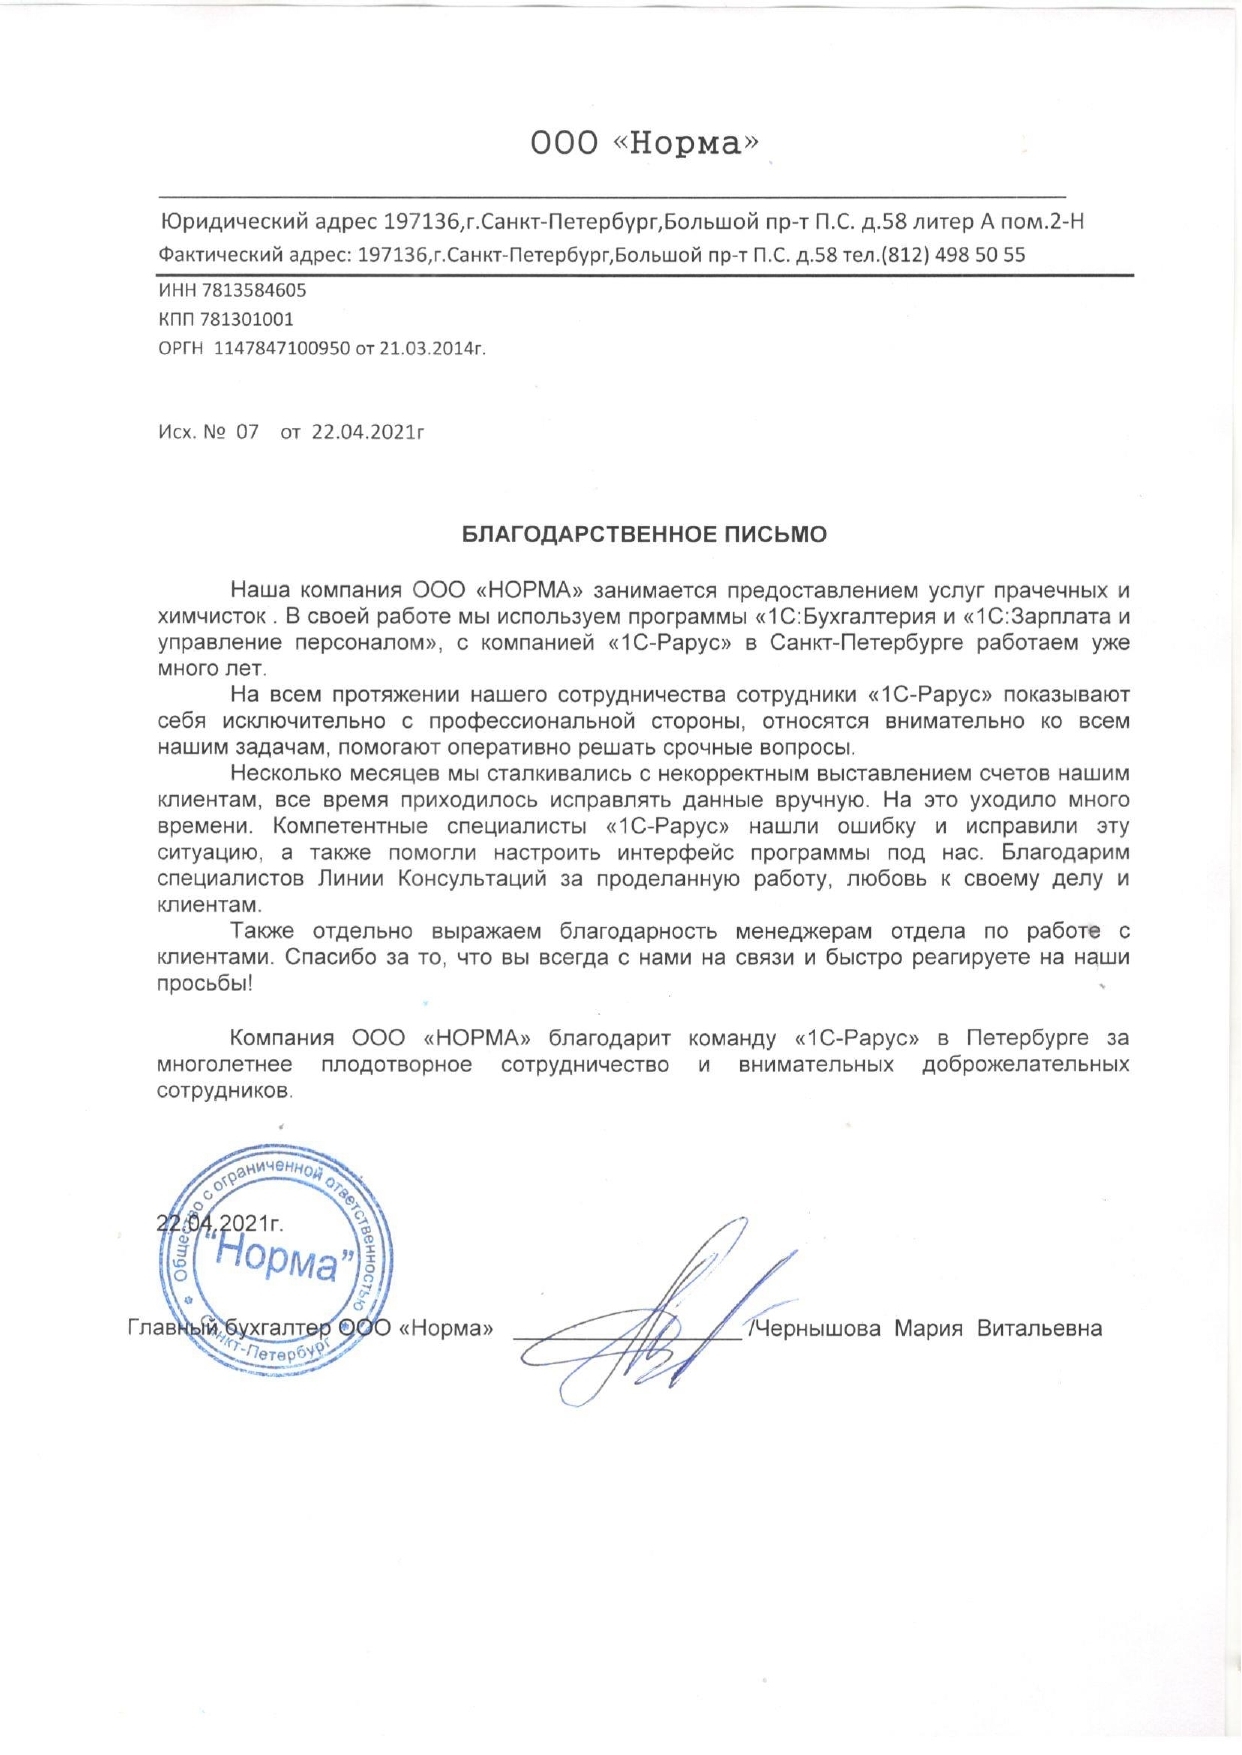 ООО «Норма»
Юридический адрес 197136,г.Санкт-Петербург,Большой пр-т П.С. д.58 литер А пом.2-Н
Фактический адрес: 197136,г.Санкт-Петербург,Большой пр-т П.С. д.58 тел.(812) 498 50 55
ИНН 7813584605
КПП 781301001
ОРГН 1147847100950 от 21.03.2014г.
Исх. № 07 от 22.04.2021г
БЛАГОДАРСТВЕННОЕ ПИСЬМО
Наша компания ООО «НОРМА» занимается предоставлением услуг прачечных и
химчисток . В своей работе мы используем программы «1С:Бухгалтерия и «1С:Зарплата и
управление персоналом», с компанией «1С-Рарус» в Санкт-Петербурге работаем уже
много лет.
На всем протяжении нашего сотрудничества сотрудники «1С-Рарус» показывают
себя исключительно с профессиональной стороны, относятся внимательно ко всем
нашим задачам, помогают оперативно решать срочные вопросы.
Несколько месяцев мы сталкивались с некорректным выставлением счетов нашим
клиентам, все время приходилось исправлять данные вручную. На это уходило много
времени. Компетентные специалисты «1С-Рарус» нашли ошибку и исправили эту
ситуацию, а также помогли настроить интерфейс программы под нас. Благодарим
специалистов Линии Консультаций за проделанную работу, любовь к своему делу и
клиентам.
Также отдельно выражаем благодарность менеджерам отдела по работе с
клиентами. Спасибо за то, что вы всегда с нами на связи и быстро реагируете на наши
просьбы!
Компания ООО «НОРМА» благодарит команду «1С-Рарус» в Петербурге за
многолетнее плодотворное сотрудничество и внимательных доброжелательных
сотрудников.
Общество с ограниченной ответственностью
22.04.2021г.
"Норма"
Главный бухгалтер ООО «Норма» /Чернышова Мария Витальевна
Санкт-Петербург